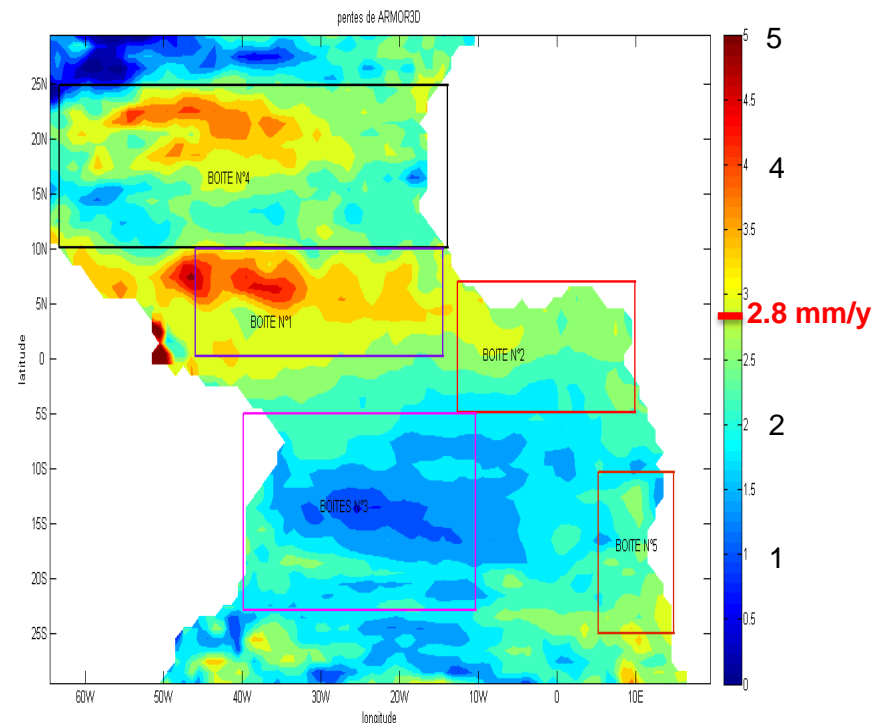 pentes de ARMOR3D
25N
20N
15N
10N
5N
0
5S
10S
15S
20S
25S
latitude
60W
50W
40W
30W
20W
10W
0
10E
longitude
BOITE N°4
BOITE N°1
BOITE N°2
BOITES N°3
BOITE N°5
5
4.5
4
3.5
3
2.5
2
1.5
1
0.5
0
5
4
2.8 mm/y
2
1